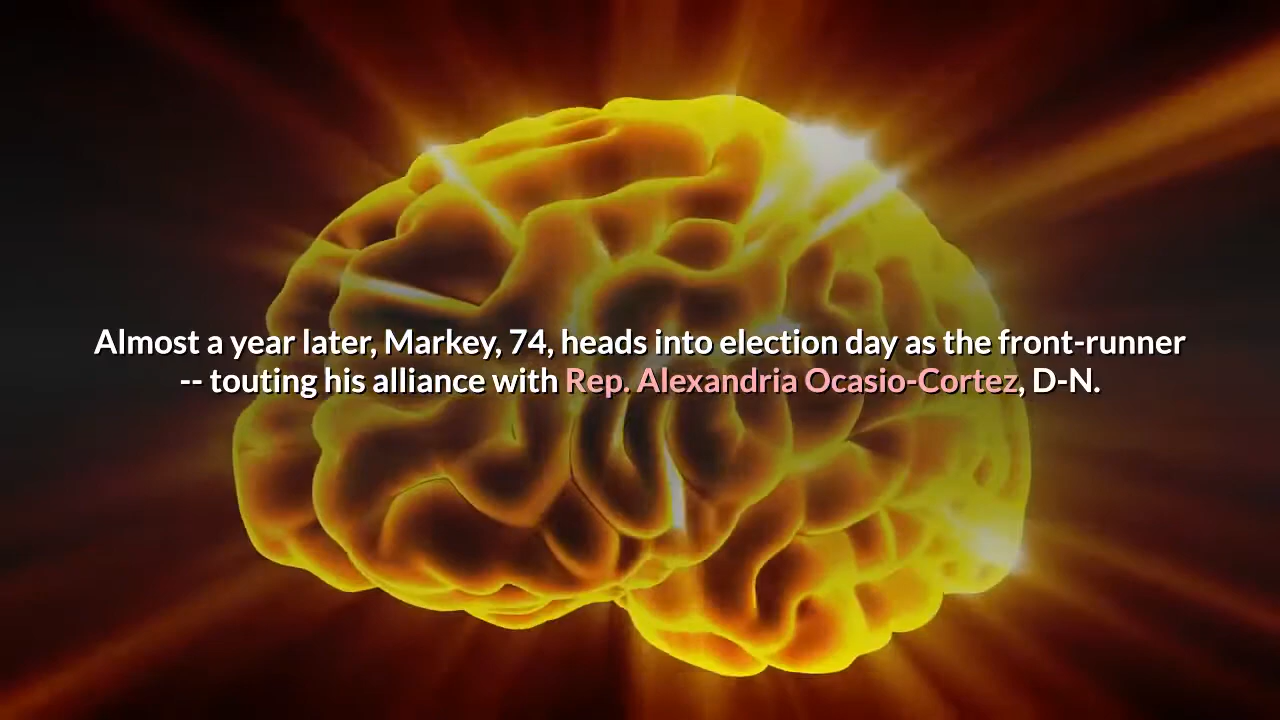 Almost a year later, Markey, 74, heads into election day as the front-runner
-- touting his alliance with Rep. Alexandria Ocasio-Cortez, D-N.